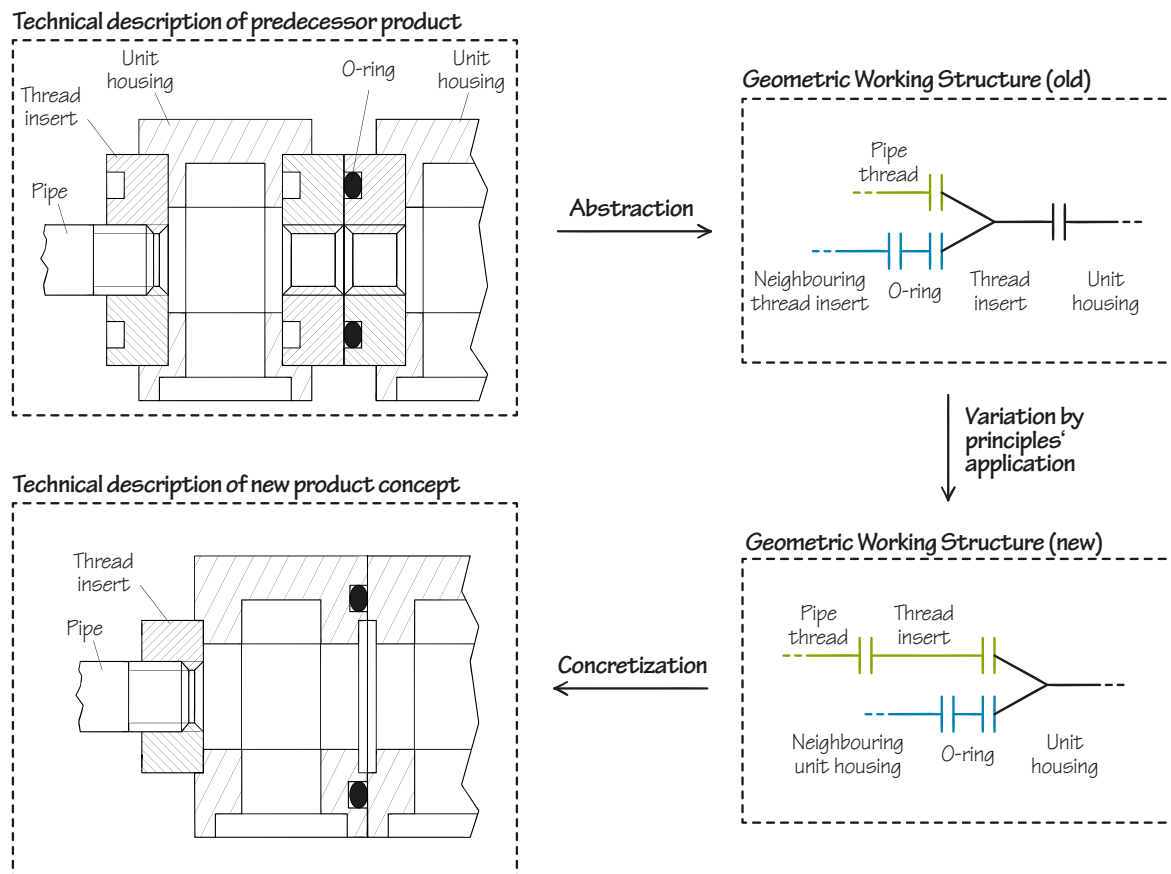 Technical description of predecessor product
Unit
housing
O-ring
Unit
housing
Thread
insert
Pipe
Abstraction
Geometric Working Structure (old)
Pipe
thread
Neighbouring
thread insert
O-ring
Thread
insert
Unit
housing
Variation by
principles‘
application
Technical description of new product concept
Thread
insert
Pipe
Concretization
Geometric Working Structure (new)
Pipe
thread
Thread
insert
Neighbouring
unit housing
O-ring
Unit
housing